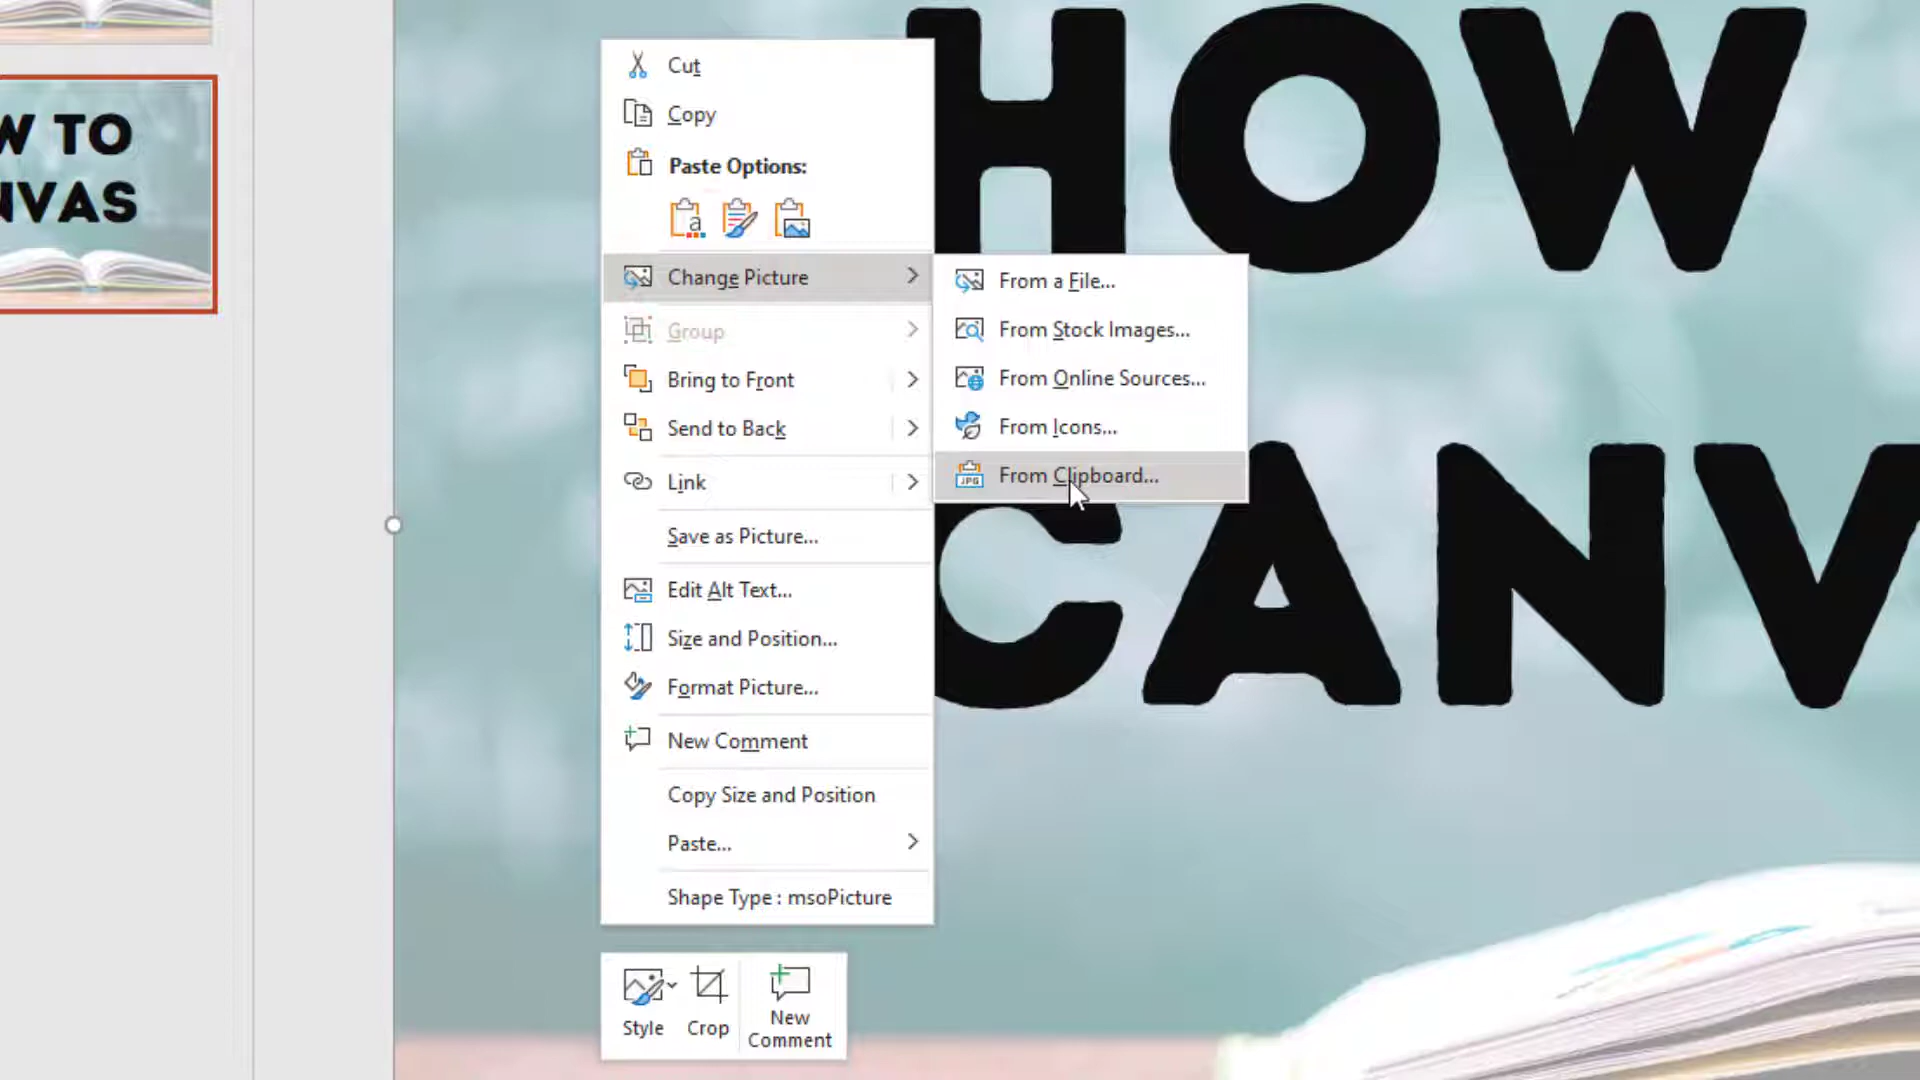 W TO
NVAS
HOW
CANV
Cut
Copy
Paste Options:
Change Picture
Group
Bring to Front
Send to Back
Link
Save as Picture...
Edit Alt Text...
Size and Position...
Format Picture...
New Comment
Copy Size and Position
Paste...
Shape Type : msoPicture
From a File...
From Stock Images...
From Online Sources...
From Icons...
From Clipboard...
Style
Crop
New
Comment